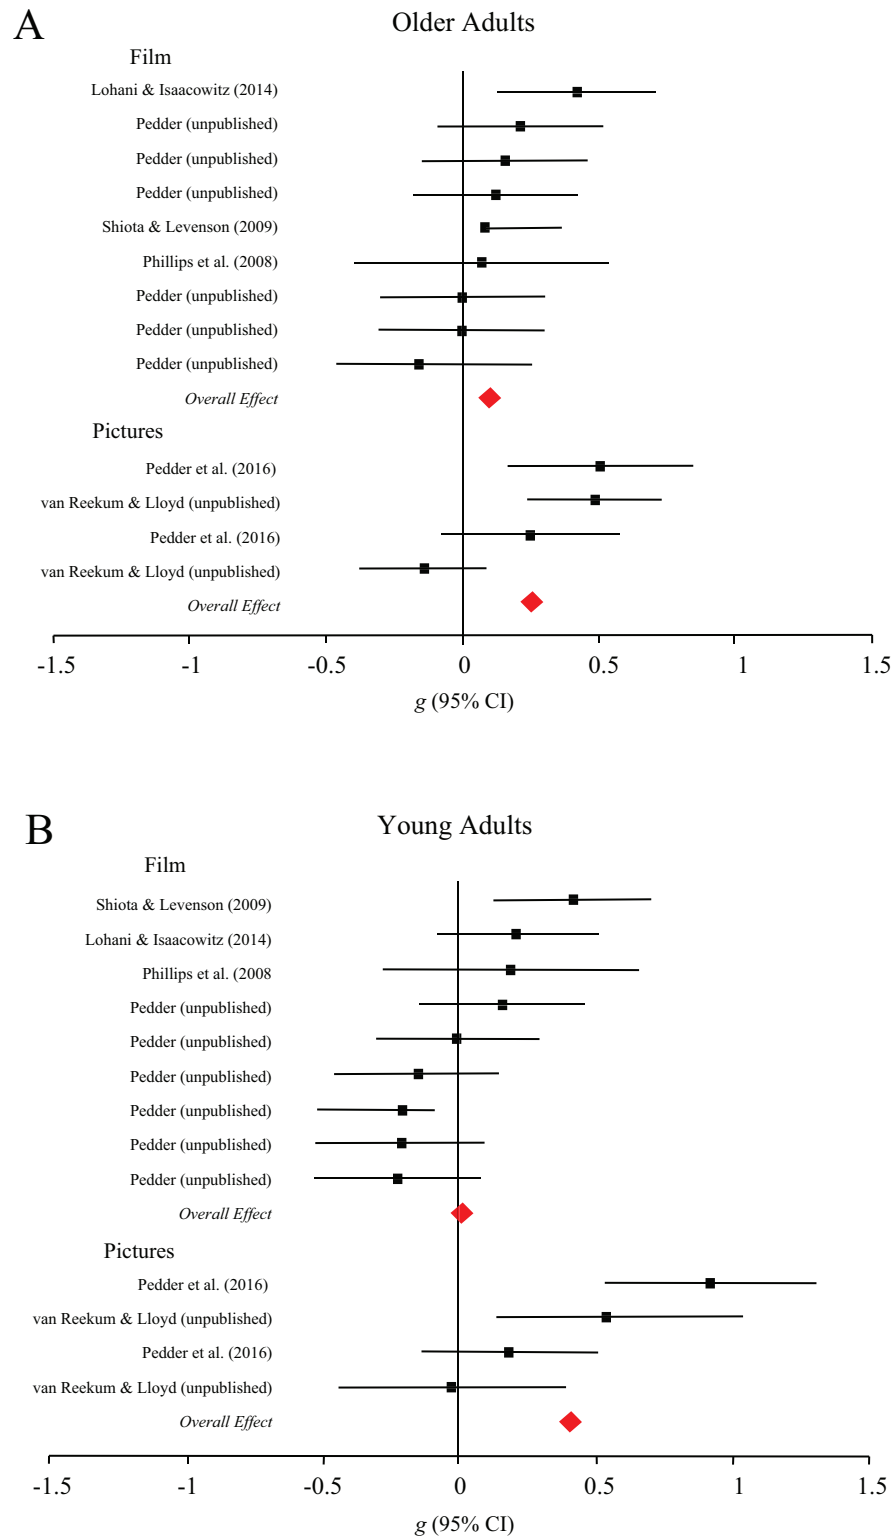 A
Older Adults
Film
Lohani & Isaacowitz (2014)
Pedder (unpublished)
Pedder (unpublished)
Pedder (unpublished)
Shiota & Levenson (2009)
Phillips et al. (2008)
Pedder (unpublished)
Pedder (unpublished)
Pedder (unpublished)
Overall Effect
Pictures
Pedder et al. (2016)
van Reekum & Lloyd (unpublished)
Pedder et al. (2016)
van Reekum & Lloyd (unpublished)
Overall Effect
-1.5 -1 -0.5 0 0.5 1 1.5
g (95% CI)
B
Young Adults
Film
Shiota & Levenson (2009)
Lohani & Isaacowitz (2014)
Phillips et al. (2008
Pedder (unpublished)
Pedder (unpublished)
Pedder (unpublished)
Pedder (unpublished)
Pedder (unpublished)
Pedder (unpublished)
Overall Effect
Pictures
Pedder et al. (2016)
van Reekum & Lloyd (unpublished)
Pedder et al. (2016)
van Reekum & Lloyd (unpublished)
Overall Effect
-1.5 -1 -0.5 0 0.5 1 1.5
g (95% CI)